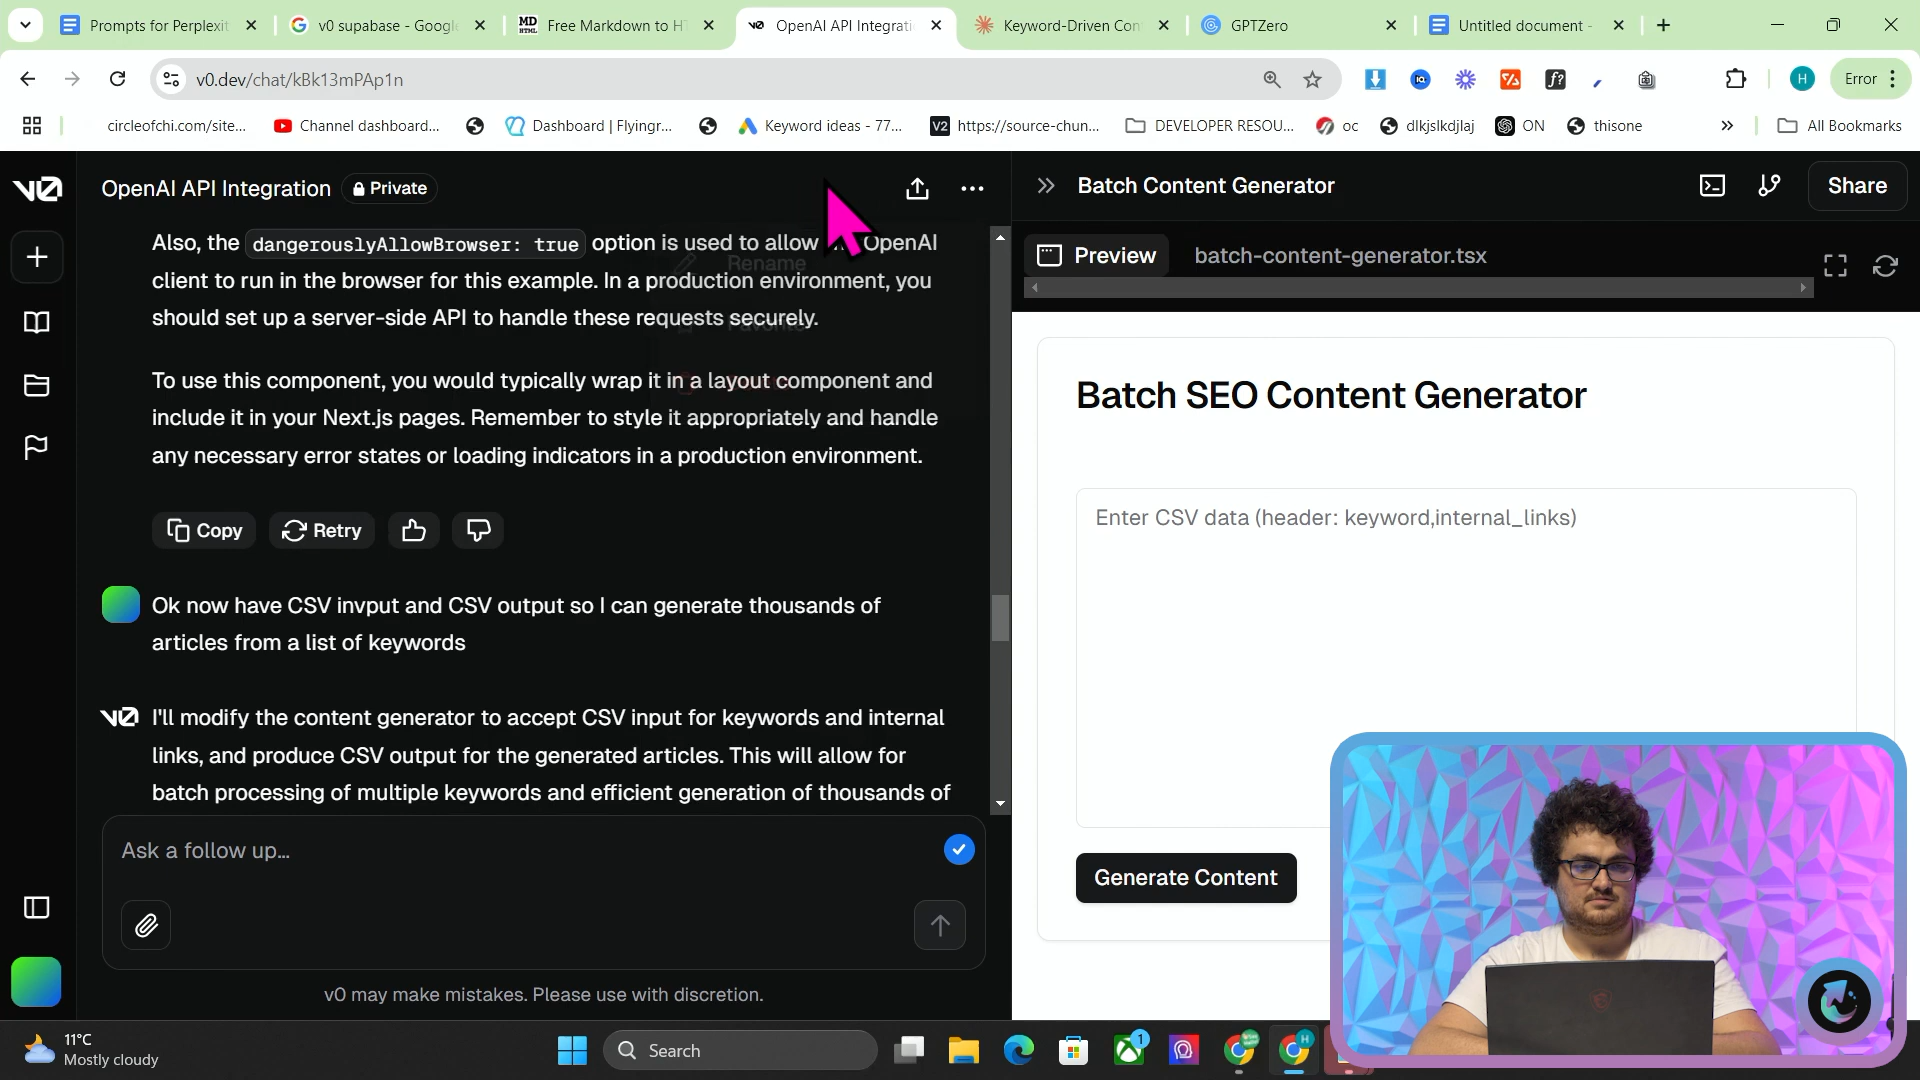 Prompts for Perplexit
v0 supabase - Google
Free Markdown to HT
OpenAI API Integrati
Keyword-Driven Con
GPTZero
Untitled document -
v0.dev/chat/kBk13mPAp1n
Error
circleofchi.com/site...
Channel dashboard...
Dashboard | Flyingr...
Keyword ideas - 77...
https://source-chun...
DEVELOPER RESOU...
oc
dlkjslkdjlaj
ON
thisone
All Bookmarks
OpenAI API Integration
Private
Batch Content Generator
Share
Also, the dangerouslyAllowBrowser: true option is used to allow OpenAI
client to run in the browser for this example. In a production environment, you
should set up a server-side API to handle these requests securely.
Rename
Favorite
Preview
batch-content-generator.tsx
To use this component, you would typically wrap it in a layout component and
include it in your Next.js pages. Remember to style it appropriately and handle
any necessary error states or loading indicators in a production environment.
Copy
Retry
Ok now have CSV invput and CSV output so I can generate thousands of
articles from a list of keywords
I'll modify the content generator to accept CSV input for keywords and internal
links, and produce CSV output for the generated articles. This will allow for
batch processing of multiple keywords and efficient generation of thousands of
Ask a follow up...
v0 may make mistakes. Please use with discretion.
Batch SEO Content Generator
Enter CSV data (header: keyword,internal_links)
Generate Content
11°C
Mostly cloudy
Search